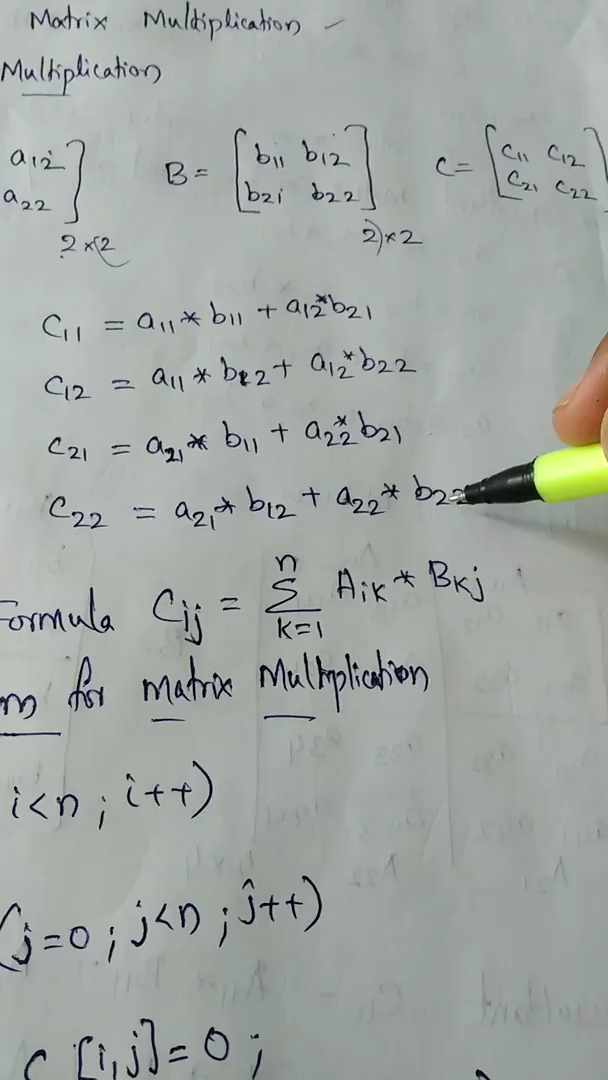 Matrix Multiplication -
Multiplication
a12
a22 ] 2×2
B = [ b11 b12
b21 b22 ] 2×2
C = [ C11 C12
C21 C22
C11 = a11 * b11 + a12 * b21
C12 = a11 * b12 + a12 * b22
C21 = a21 * b11 + a22 * b21
C22 = a21 * b12 + a22 * b22
Formula Cij = n Σ k=1 Aik * Bkj
m for Matrix Multiplication
i<n ; i++)
(j=0 ; j<n ; j++)
C [i,j] = 0 ;